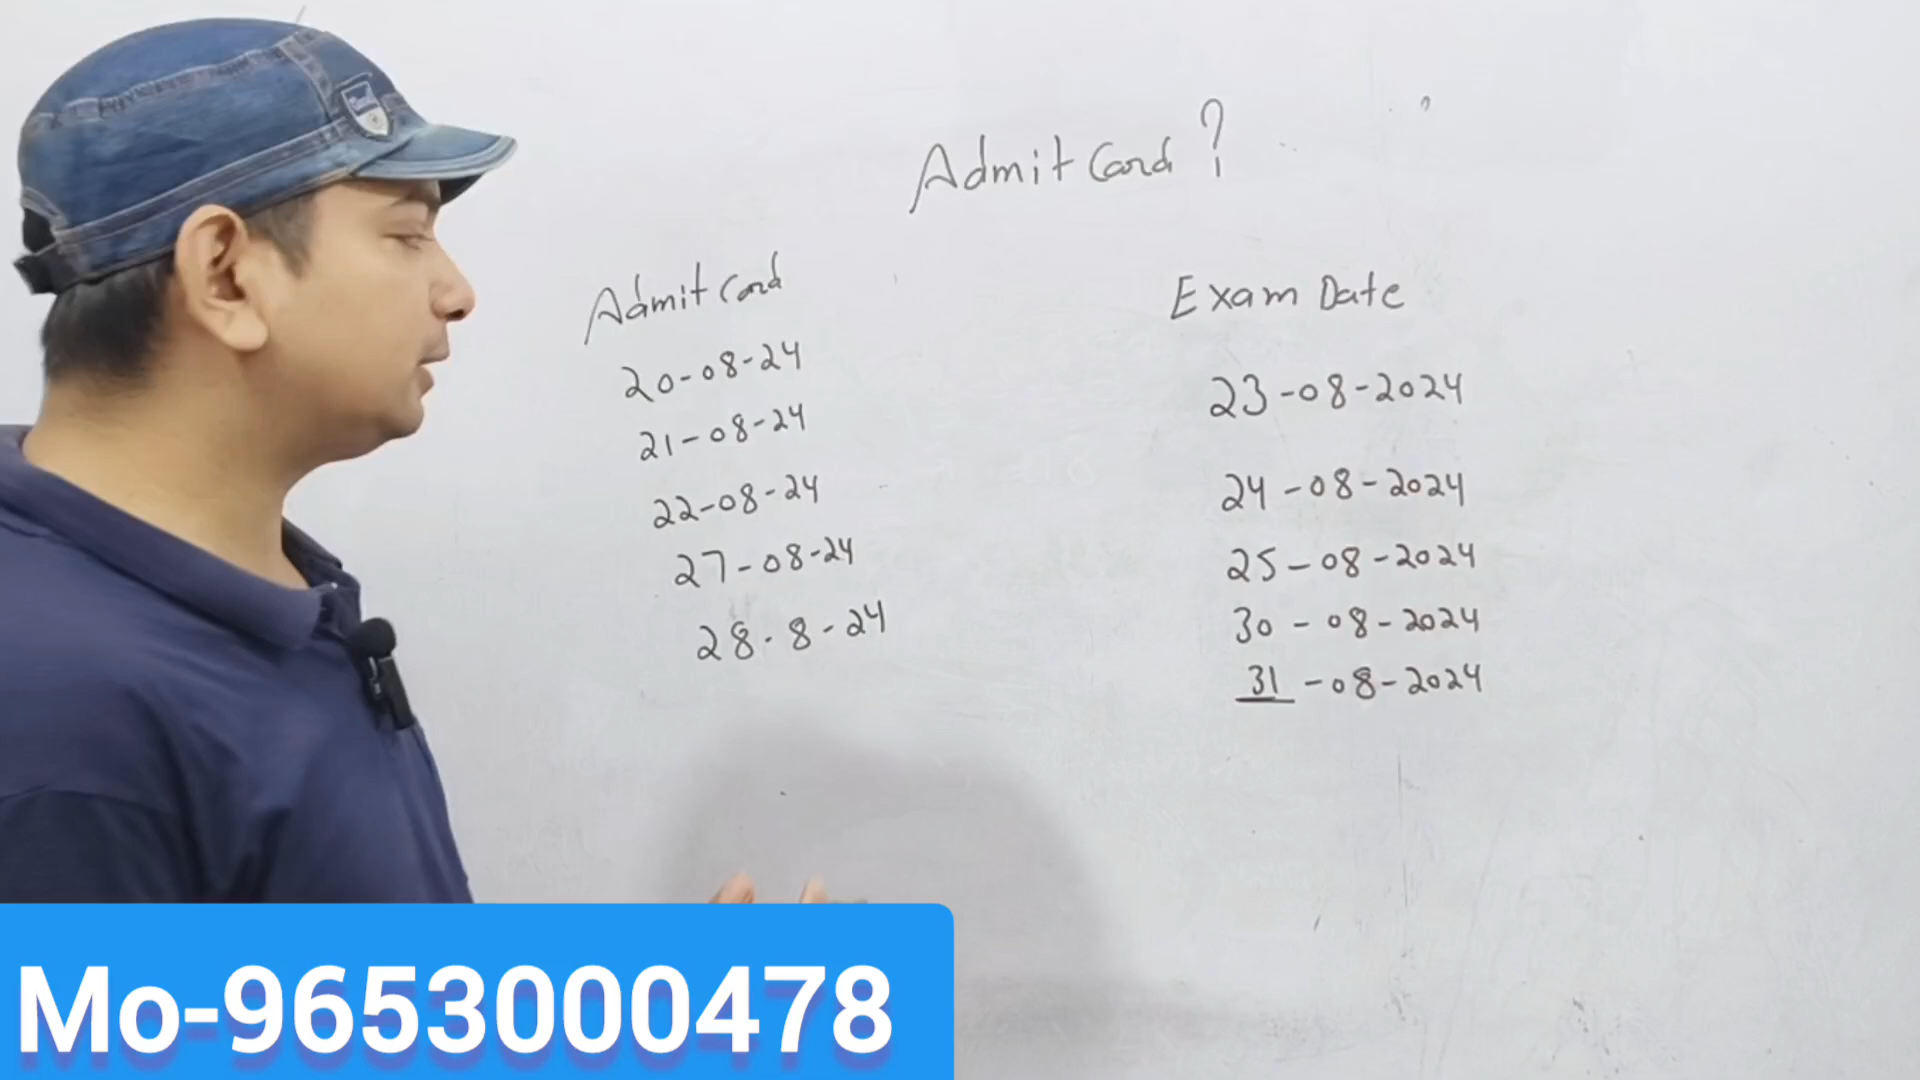 Admit Card ?
Admit Card
20-08-24
21-08-24
22-08-24
27-08-24
28-8-24
Exam Date
23-08-2024
24-08-2024
25-08-2024
30-08-2024
31-08-2024
Mo-9653000478